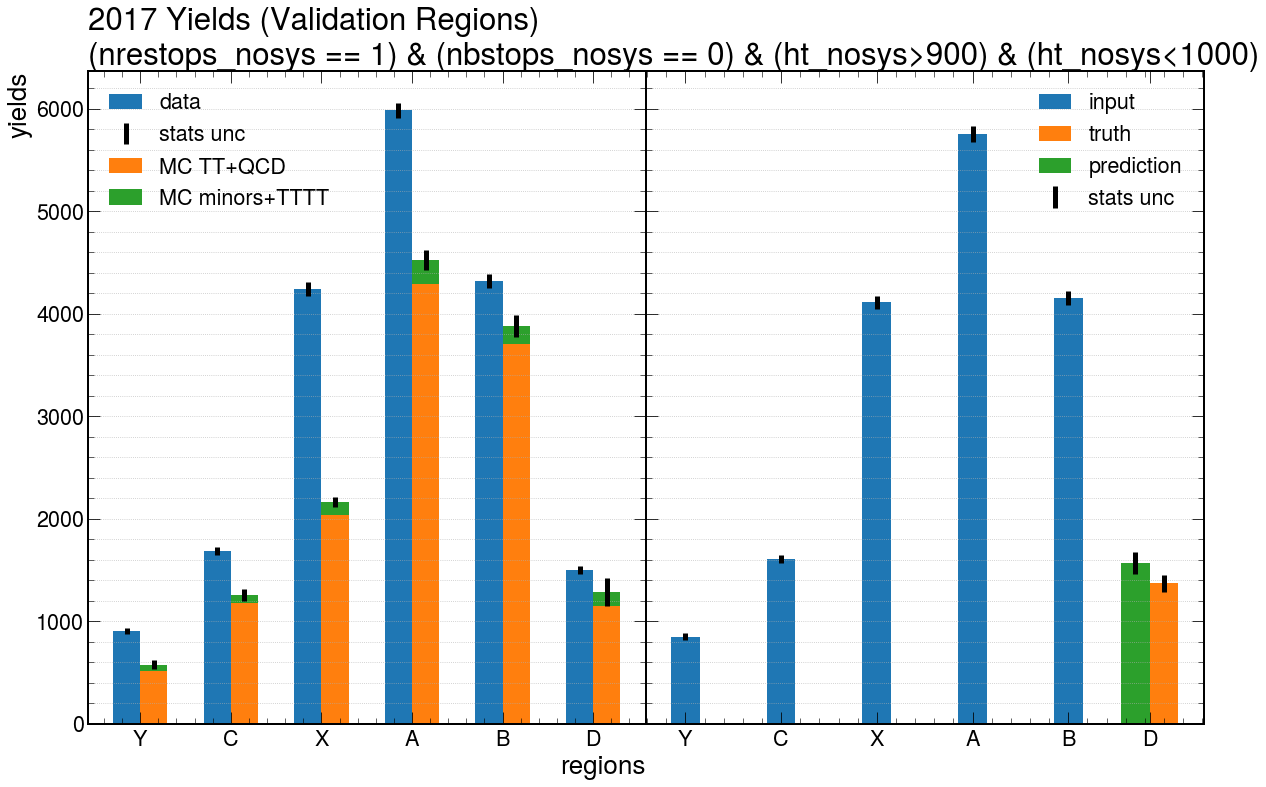 2017 Yields (Validation Regions)
(nrestops_nosys == 1) & (nbstops_nosys == 0) & (ht_nosys>900) & (ht_nosys<1000)
yields
6000
5000
4000
3000
2000
1000
0
data
stats unc
MC TT+QCD
MC minors+TTTT
input
truth
prediction
stats unc
Y C X A B D
Y C X A B D
regions